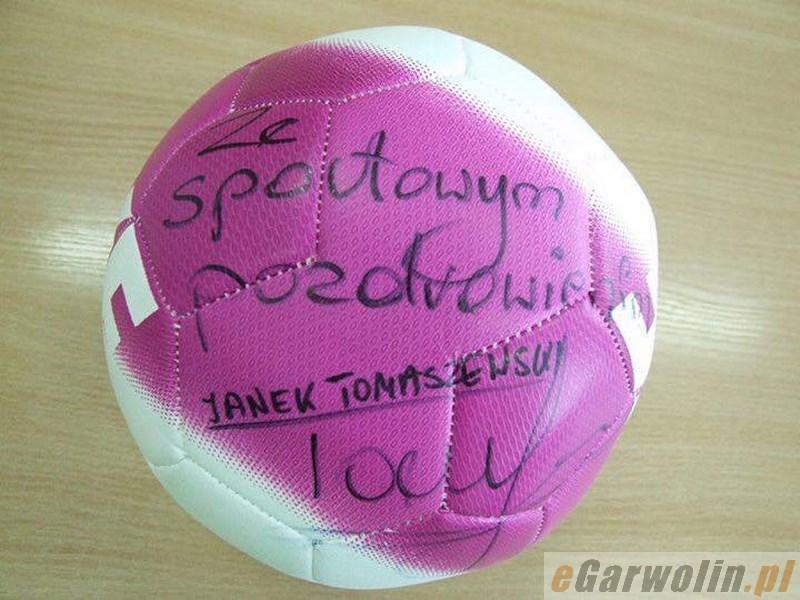 Ze
sportowym
pozdrowieniem
JANEK TOMASZEWSKI
eGarwolin.pl